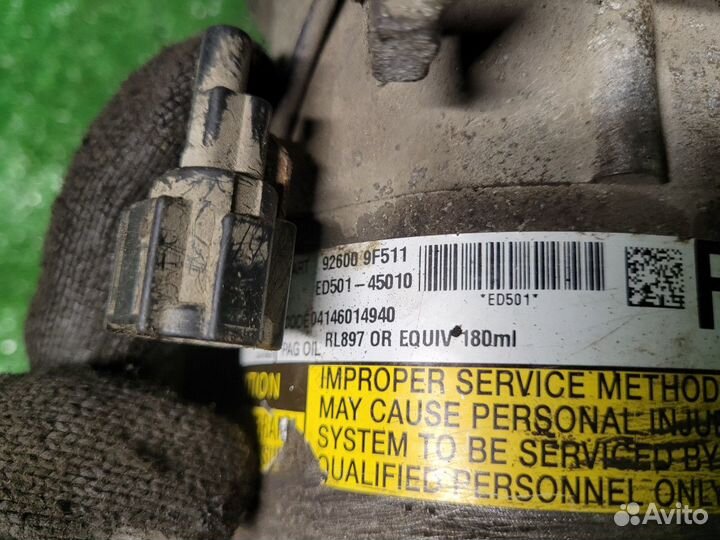 92600 9F511
ED501-45010
*ED501*
04146014940
PAG OIL RL897 OR EQUIV 180ml
IMPROPER SERVICE METHOD
MAY CAUSE PERSONAL INJU
SYSTEM TO BE SERVICED BY
QUALIFIED PERSONNEL ONLY
Avito